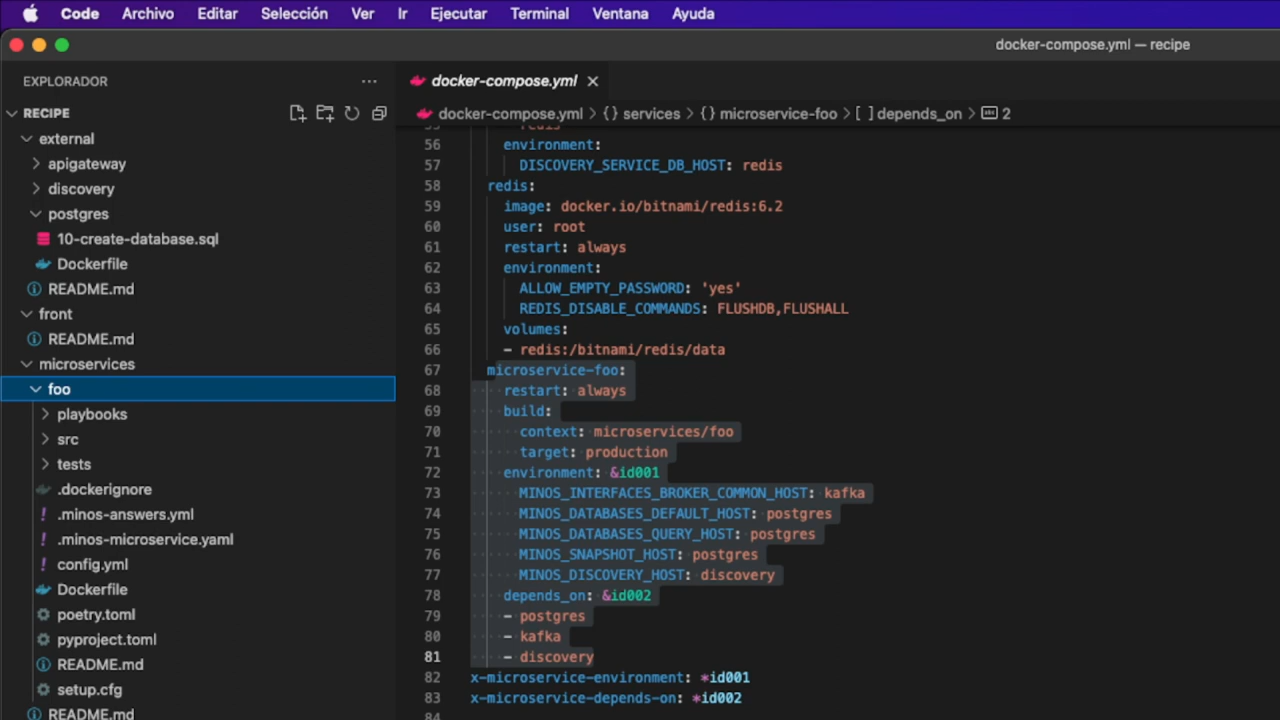 Code Archivo Editar Selección Ver Ir Ejecutar Terminal Ventana Ayuda
docker-compose.yml — recipe
EXPLORADOR
RECIPE
external
apigateway
discovery
postgres
10-create-database.sql
Dockerfile
README.md
front
README.md
microservices
foo
playbooks
src
tests
.dockerignore
.minos-answers.yml
.minos-microservice.yaml
config.yml
Dockerfile
poetry.toml
pyproject.toml
README.md
setup.cfg
README.md
docker-compose.yml
docker-compose.yml > {} services > {} microservice-foo > [ ] depends_on > 2
55 - redis
56 environment:
57 DISCOVERY_SERVICE_DB_HOST: redis
58 redis:
59 image: docker.io/bitnami/redis:6.2
60 user: root
61 restart: always
62 environment:
63 ALLOW_EMPTY_PASSWORD: 'yes'
64 REDIS_DISABLE_COMMANDS: FLUSHDB,FLUSHALL
65 volumes:
66 - redis:/bitnami/redis/data
67 microservice-foo:
68 restart: always
69 build:
70 context: microservices/foo
71 target: production
72 environment: &id001
73 MINOS_INTERFACES_BROKER_COMMON_HOST: kafka
74 MINOS_DATABASES_DEFAULT_HOST: postgres
75 MINOS_DATABASES_QUERY_HOST: postgres
76 MINOS_SNAPSHOT_HOST: postgres
77 MINOS_DISCOVERY_HOST: discovery
78 depends_on: &id002
79 - postgres
80 - kafka
81 - discovery
82 x-microservice-environment: *id001
83 x-microservice-depends-on: *id002
84